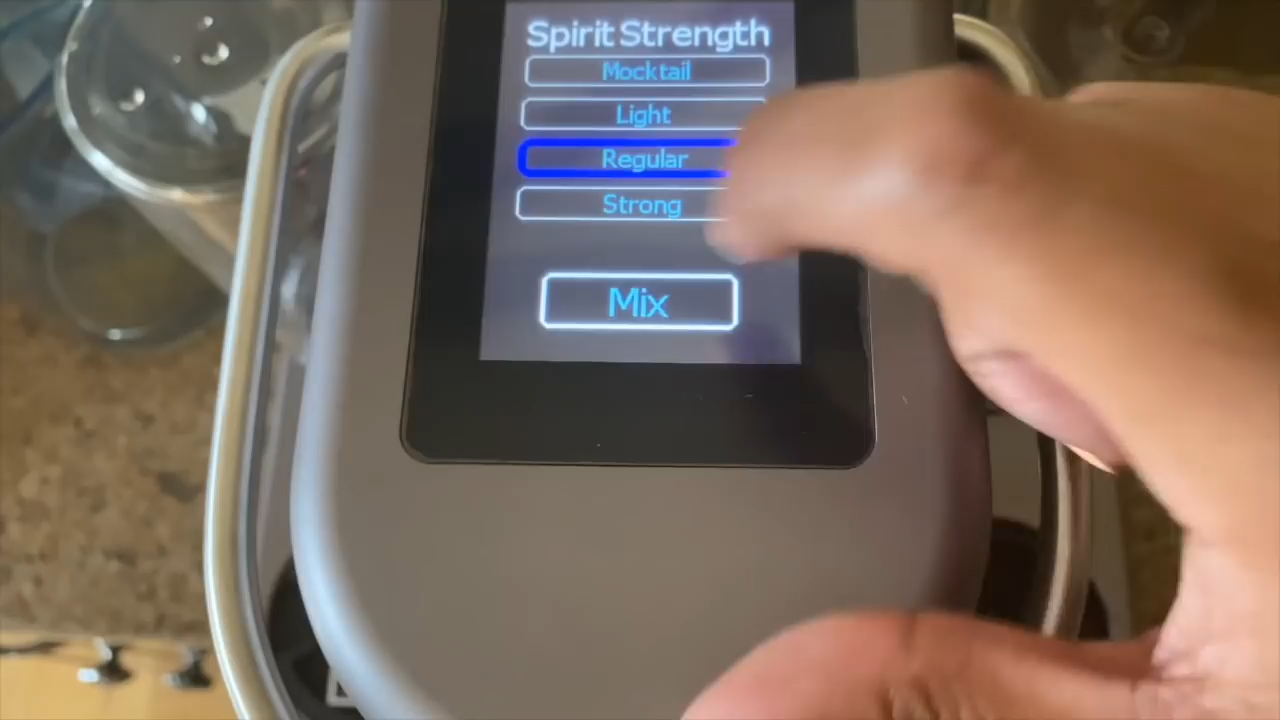 Spirit Strength
Mocktail
Light
Regular
Strong
Mix